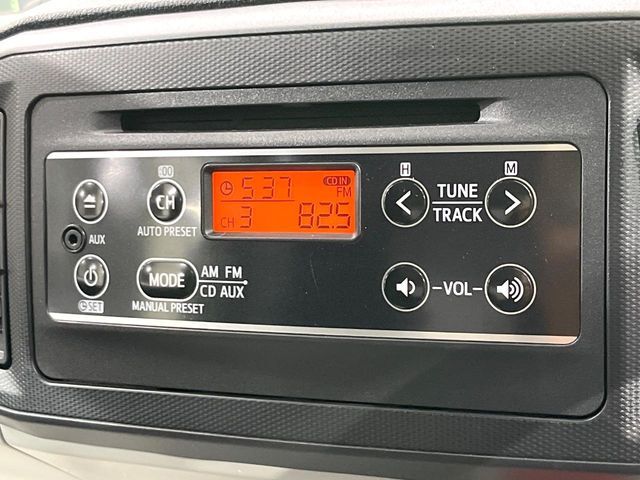 :00
H
M
5 37
CD IN
FM
CH
AUTO PRESET
CH 3
82.5
TUNE
TRACK
AUX
MODE
AM FM
CD AUX
MANUAL PRESET
SET
-VOL-